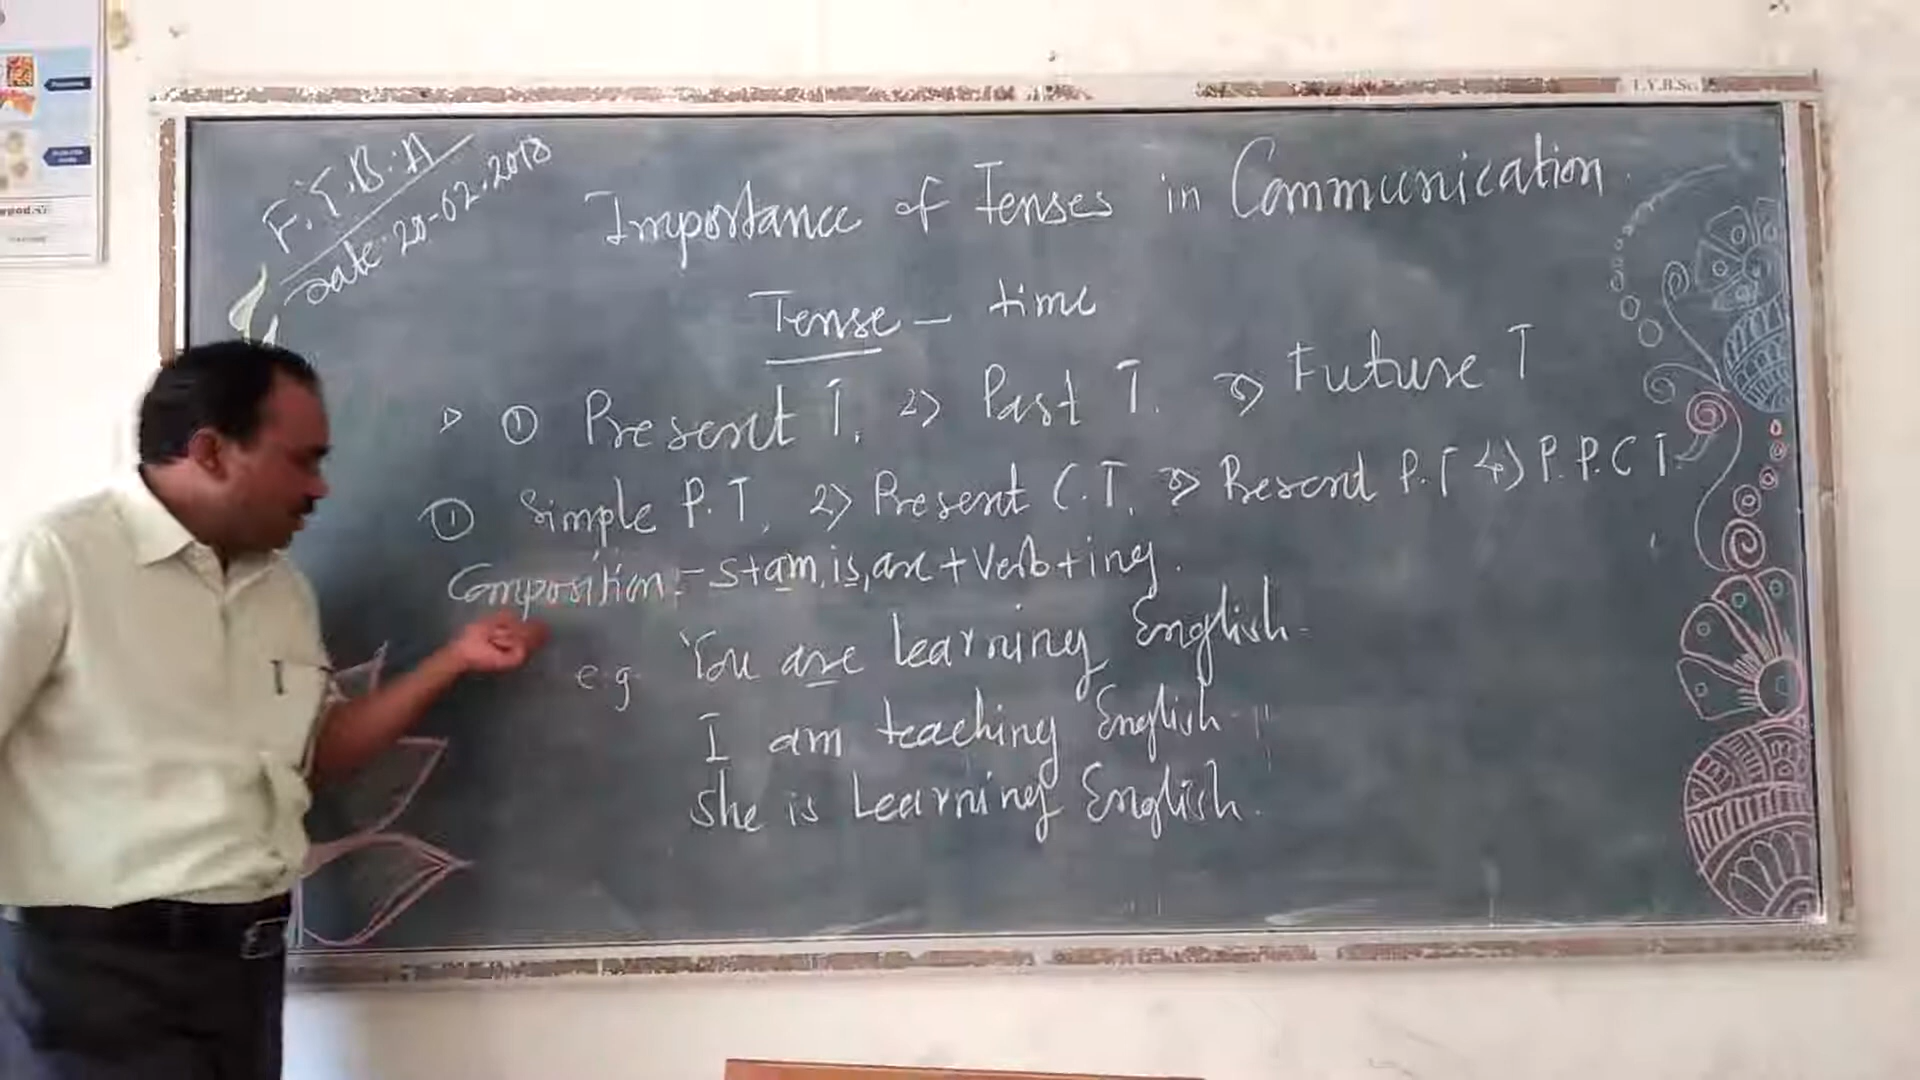 F.Y.B.A
Date 20-02-2018
Importance of Tenses in Communication
Tense – time
① Present T. 2) Past T. 3) Future T
① Simple P.T, 2) Present C.T. 3) Present P.T 4) P.P.C T.
Composition:- S+am,is,are+Verb+ing.
e.g. You are learning English-
I am teaching English
She is Learning English.
T.Y.B.Sc.